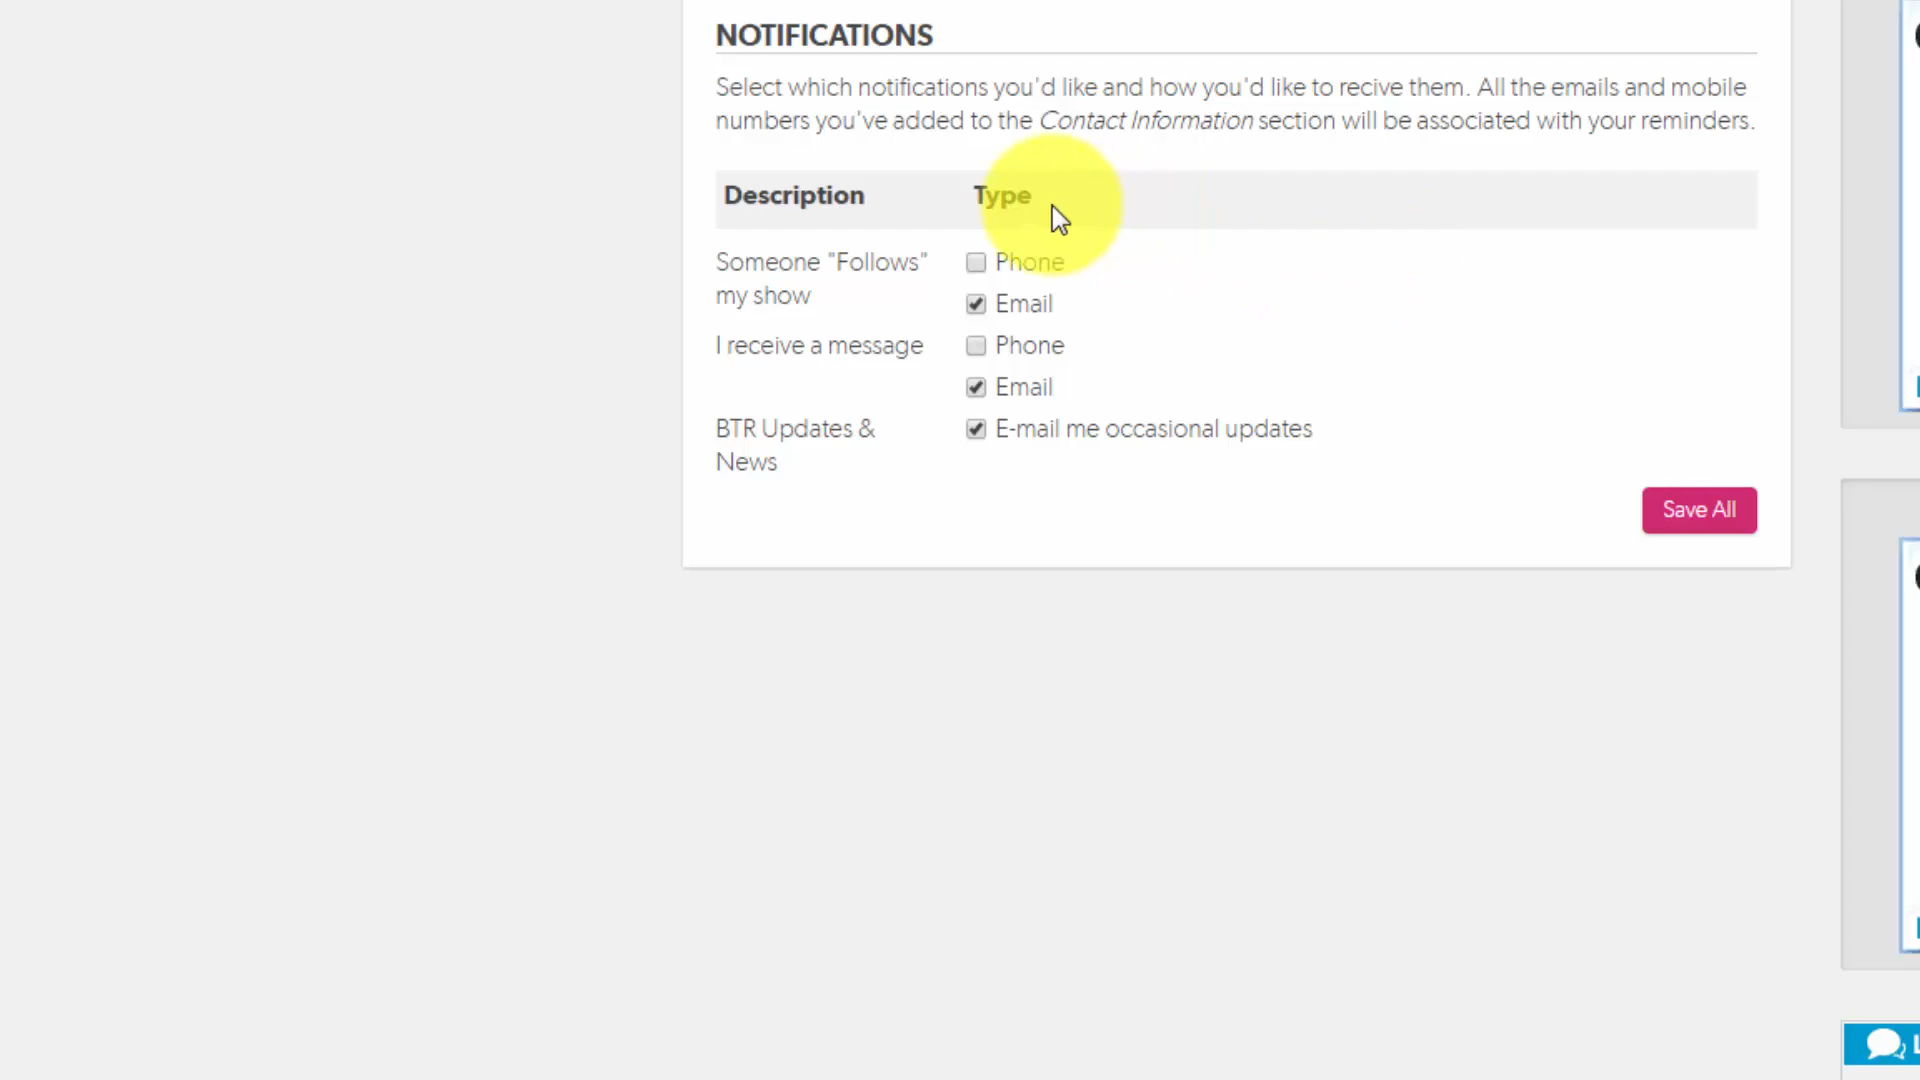 NOTIFICATIONS
Select which notifications you'd like and how you'd like to recive them. All the emails and mobile
numbers you've added to the Contact Information section will be associated with your reminders.
Description Type
Someone "Follows" Phone
my show
Email
I receive a message Phone
Email
BTR Updates & E-mail me occasional updates
News
Save All